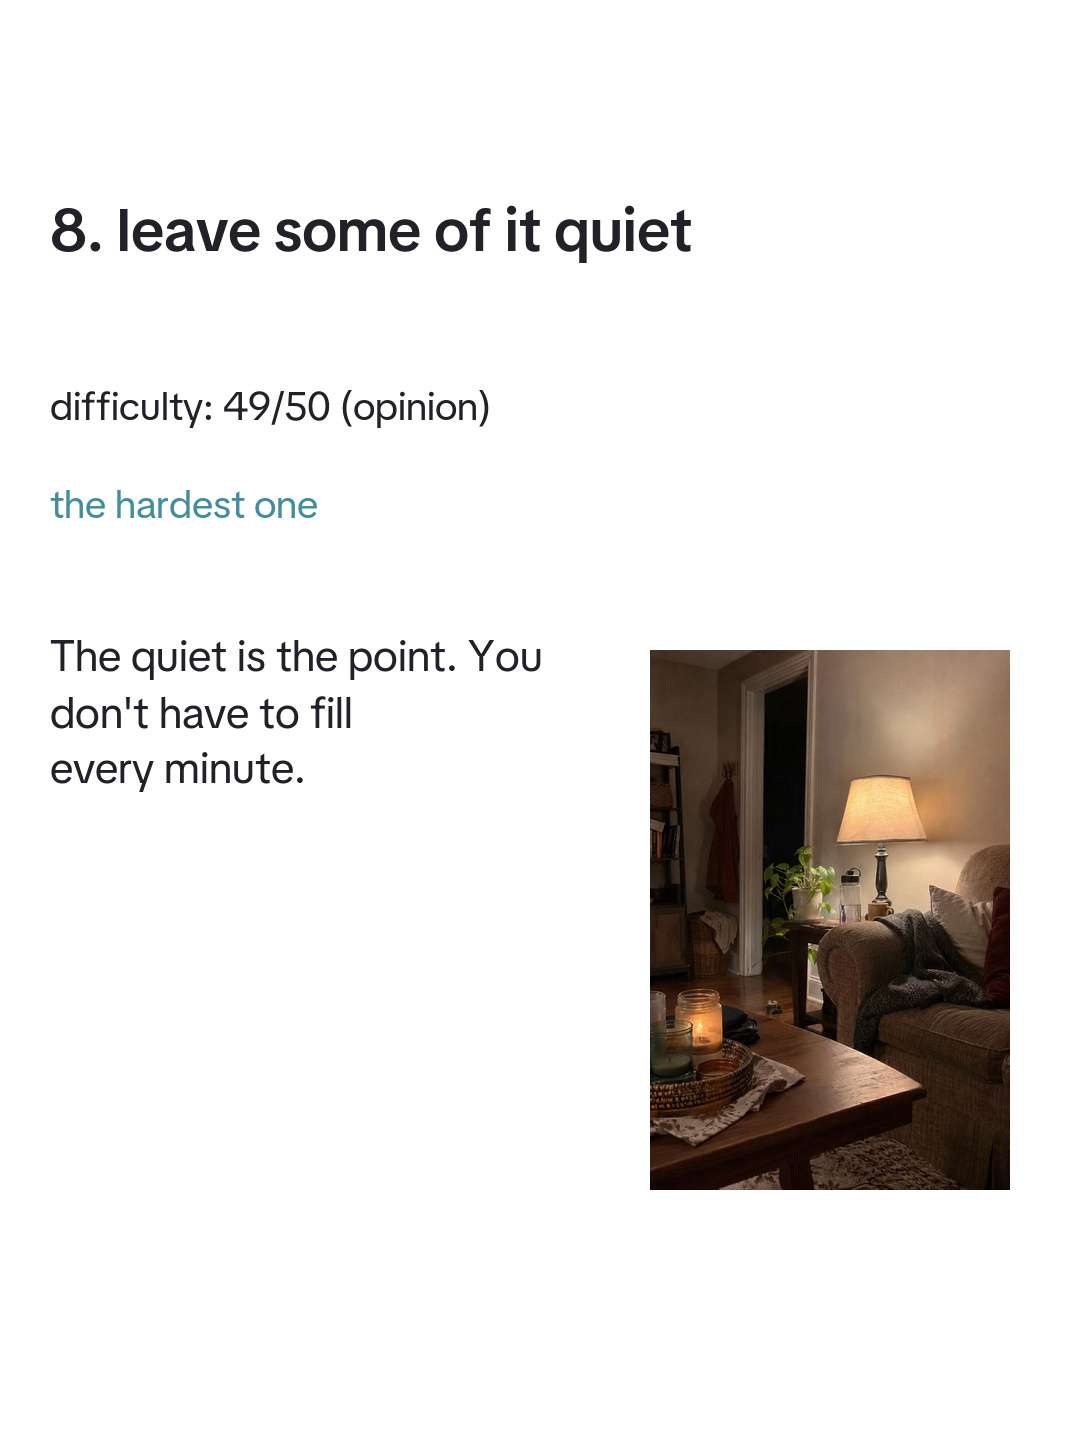 8. leave some of it quiet
difficulty: 49/50 (opinion)
the hardest one
The quiet is the point. You
don't have to fill
every minute.